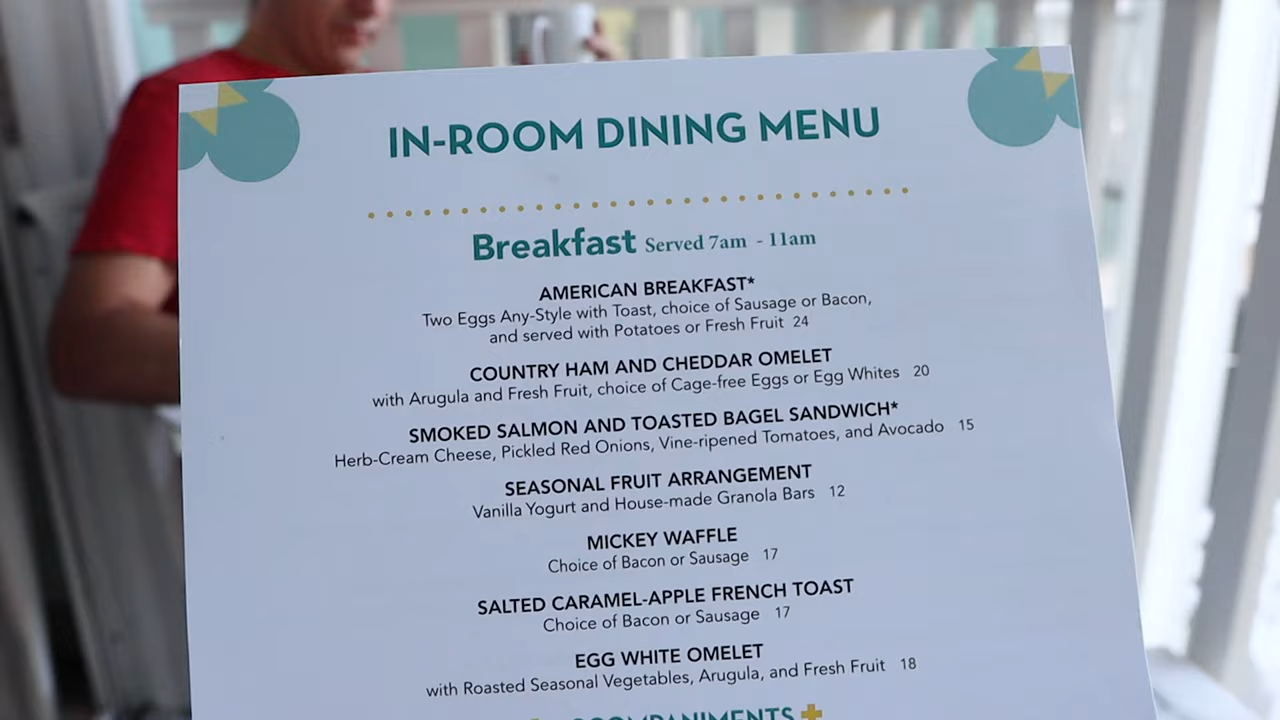 IN-ROOM DINING MENU
Breakfast Served 7am - 11am
AMERICAN BREAKFAST*
Two Eggs Any-Style with Toast, choice of Sausage or Bacon,
and served with Potatoes or Fresh Fruit 24
COUNTRY HAM AND CHEDDAR OMELET
with Arugula and Fresh Fruit, choice of Cage-free Eggs or Egg Whites 20
SMOKED SALMON AND TOASTED BAGEL SANDWICH*
Herb-Cream Cheese, Pickled Red Onions, Vine-ripened Tomatoes, and Avocado 15
SEASONAL FRUIT ARRANGEMENT
Vanilla Yogurt and House-made Granola Bars 12
MICKEY WAFFLE
Choice of Bacon or Sausage 17
SALTED CARAMEL-APPLE FRENCH TOAST
Choice of Bacon or Sausage 17
EGG WHITE OMELET
with Roasted Seasonal Vegetables, Arugula, and Fresh Fruit 18